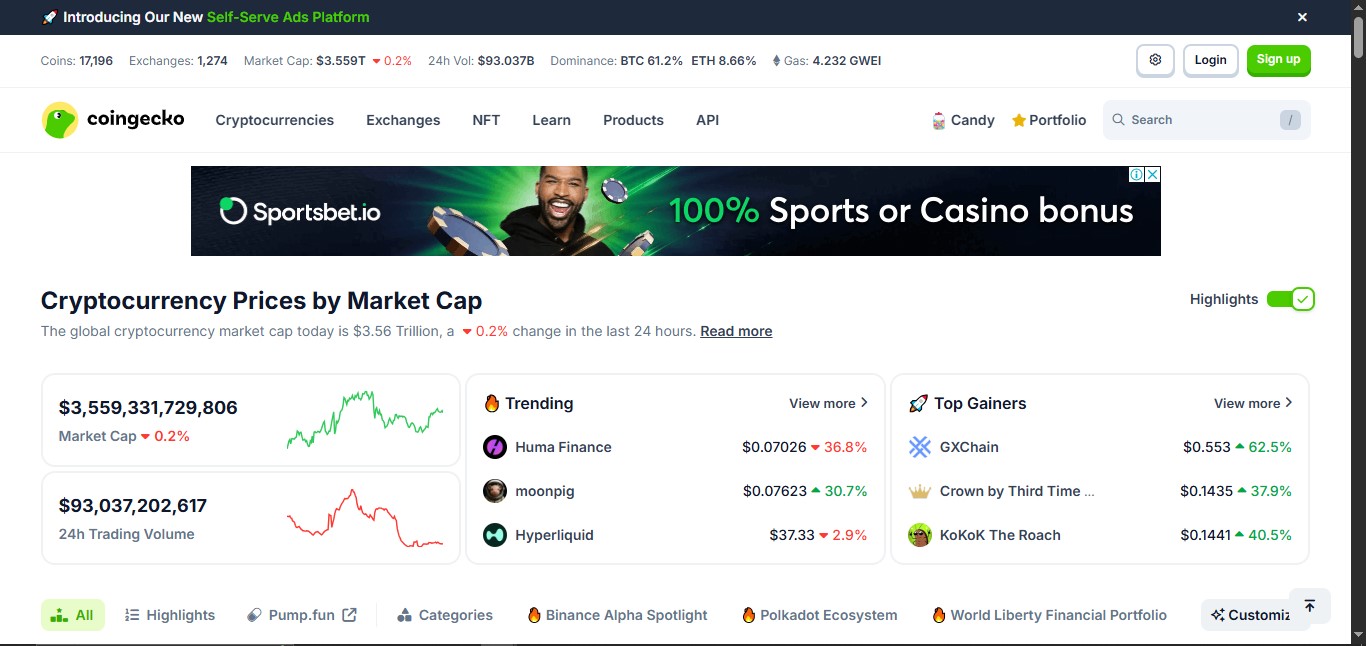 🚀 Introducing Our New Self-Serve Ads Platform
Coins: 17,196 Exchanges: 1,274 Market Cap: $3.559T ▼ 0.2% 24h Vol: $93.037B Dominance: BTC 61.2% ETH 8.66% Gas: 4.232 GWEI
Login
Sign up
coingecko
Cryptocurrencies Exchanges NFT Learn Products API
Candy Portfolio Search /
Sportsbet.io
100% Sports or Casino bonus
Cryptocurrency Prices by Market Cap
Highlights
The global cryptocurrency market cap today is $3.56 Trillion, a ▼ 0.2% change in the last 24 hours. Read more
$3,559,331,729,806
Market Cap ▼ 0.2%
$93,037,202,617
24h Trading Volume
🔥 Trending View more >
Huma Finance $0.07026 ▼ 36.8%
moonpig $0.07623 ▲ 30.7%
Hyperliquid $37.33 ▼ 2.9%
🚀 Top Gainers View more >
GXChain $0.553 ▲ 62.5%
Crown by Third Time ... $0.1435 ▲ 37.9%
KoKoK The Roach $0.1441 ▲ 40.5%
All Highlights Pump.fun Categories 🔥 Binance Alpha Spotlight 🔥 Polkadot Ecosystem 🔥 World Liberty Financial Portfolio Customiz